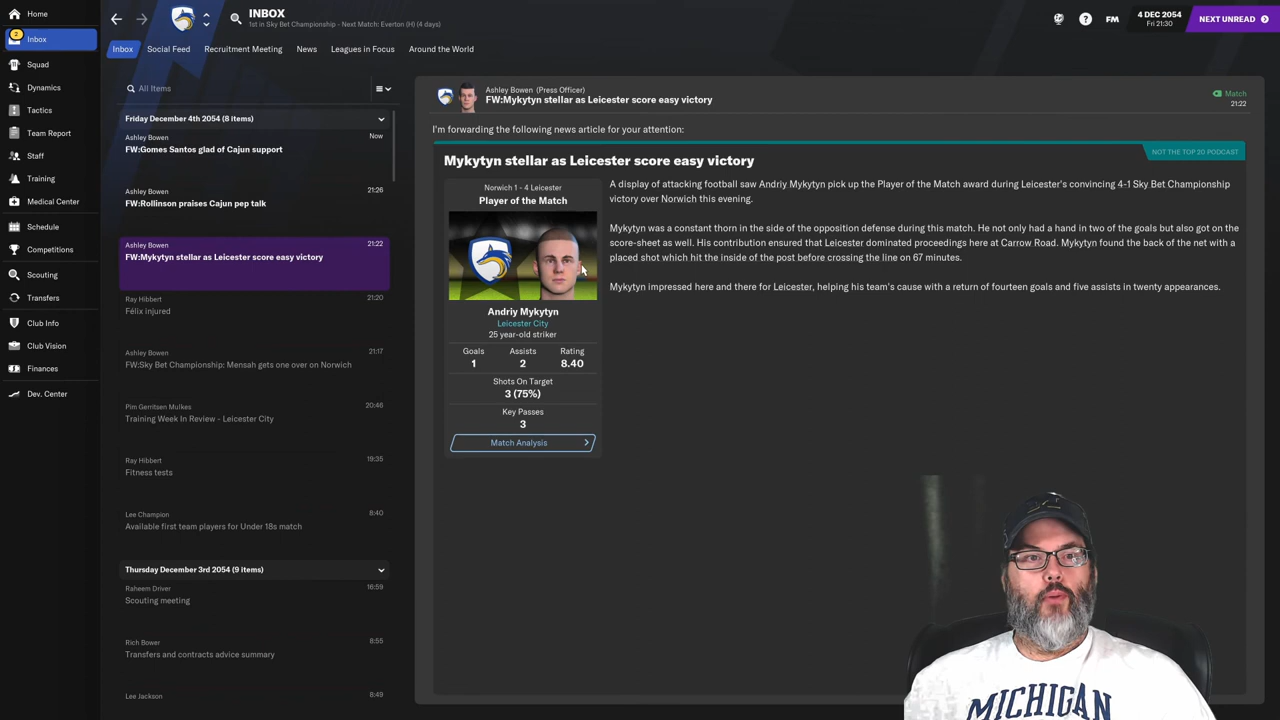 Home
2
Inbox
Squad
Dynamics
Tactics
Team Report
Staff
Training
Medical Center
Schedule
Competitions
Scouting
Transfers
Club Info
Club Vision
Finances
Dev. Center
INBOX
1st in Sky Bet Championship - Next Match: Everton (H) (4 days)
?
FM
4 DEC 2054
Fri 21:30
NEXT UNREAD
Inbox
Social Feed
Recruitment Meeting
News
Leagues in Focus
Around the World
All Items
Friday December 4th 2054 (8 items)
Ashley Bowen Now
FW:Gomes Santos glad of Cajun support
Ashley Bowen 21:26
FW:Rollinson praises Cajun pep talk
Ashley Bowen 21:22
FW:Mykytyn stellar as Leicester score easy victory
Ray Hibbert 21:20
Félix injured
Ashley Bowen 21:17
FW:Sky Bet Championship: Mensah gets one over on Norwich
Pim Gerritsen Mulkes 20:46
Training Week In Review - Leicester City
Ray Hibbert 19:35
Fitness tests
Lee Champion 8:40
Available first team players for Under 18s match
Thursday December 3rd 2054 (9 items)
Raheem Driver 16:59
Scouting meeting
Rich Bower 8:55
Transfers and contracts advice summary
Lee Jackson 8:49
Ashley Bowen (Press Officer)
FW:Mykytyn stellar as Leicester score easy victory
Match
21:22
I'm forwarding the following news article for your attention:
NOT THE TOP 20 PODCAST
Mykytyn stellar as Leicester score easy victory
Norwich 1 - 4 Leicester
Player of the Match
Andriy Mykytyn
Leicester City
25 year-old striker
Goals Assists Rating
1 2 8.40
Shots On Target
3 (75%)
Key Passes
3
Match Analysis
A display of attacking football saw Andriy Mykytyn pick up the Player of the Match award during Leicester's convincing 4-1 Sky Bet Championship
victory over Norwich this evening.
Mykytyn was a constant thorn in the side of the opposition defense during this match. He not only had a hand in two of the goals but also got on the
score-sheet as well. His contribution ensured that Leicester dominated proceedings here at Carrow Road. Mykytyn found the back of the net with a
placed shot which hit the inside of the post before crossing the line on 67 minutes.
Mykytyn impressed here and there for Leicester, helping his team's cause with a return of fourteen goals and five assists in twenty appearances.
MICHIGAN